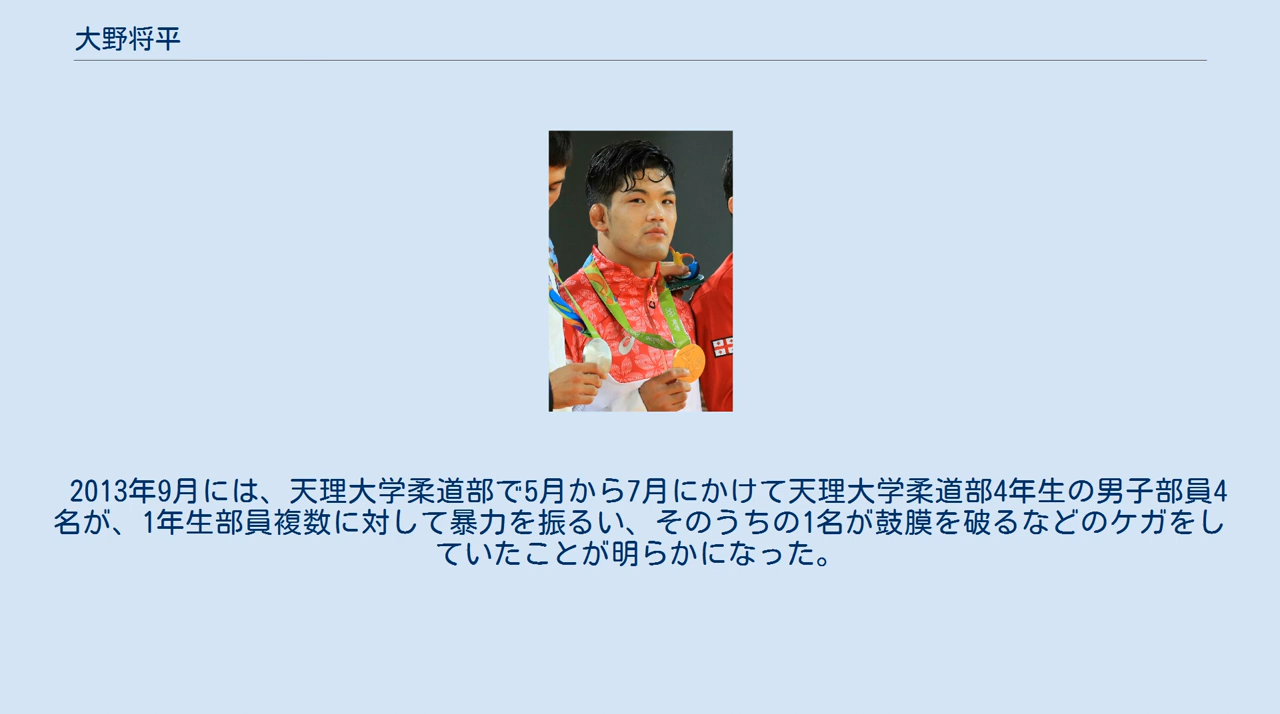 大野将平
2013年9月には、天理大学柔道部で5月から7月にかけて天理大学柔道部4年生の男子部員4
名が、1年生部員複数に対して暴力を振るい、そのうちの1名が鼓膜を破るなどのケガをし
ていたことが明らかになった。